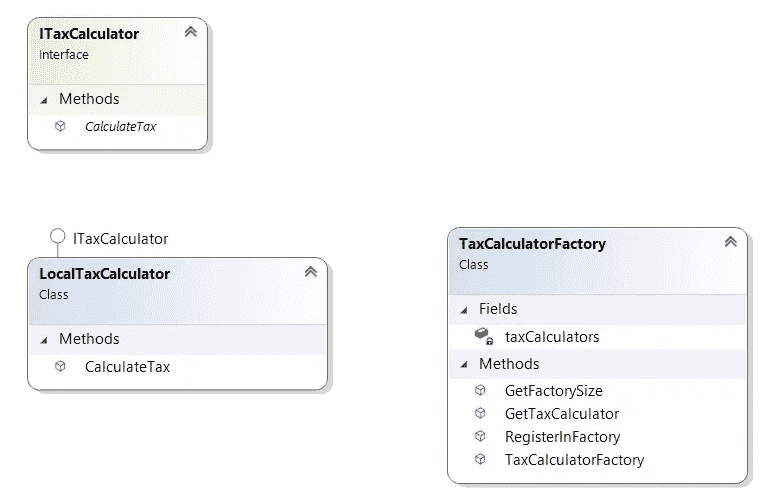 ITaxCalculator
Interface
Methods
CalculateTax
ITaxCalculator
LocalTaxCalculator
Class
Methods
CalculateTax
TaxCalculatorFactory
Class
Fields
taxCalculators
Methods
GetFactorySize
GetTaxCalculator
RegisterInFactory
TaxCalculatorFactory